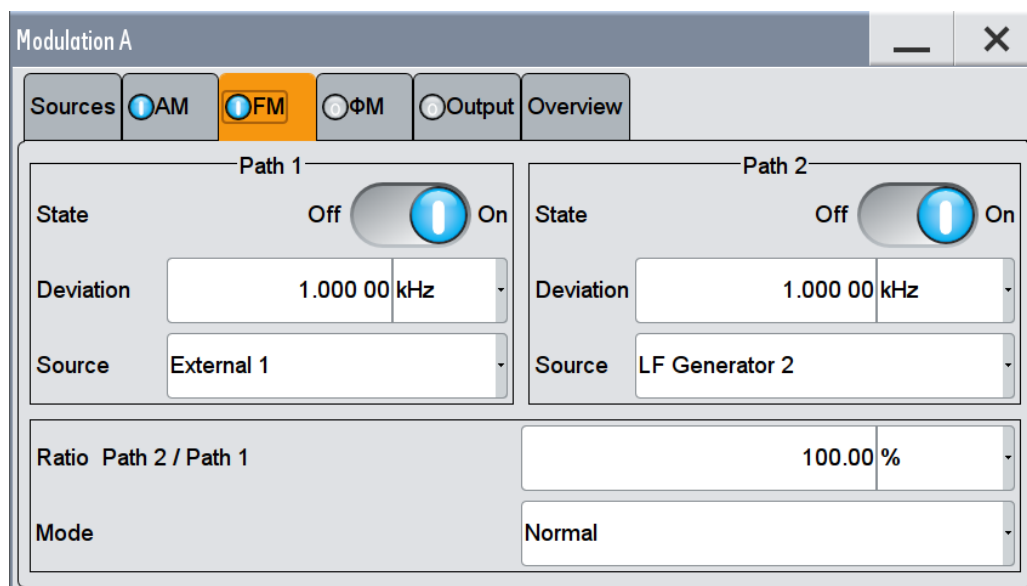 Modulation A
Sources AM FM ΦM Output Overview
Path 1
State Off On
Deviation 1.000 00 kHz
Source External 1
Path 2
State Off On
Deviation 1.000 00 kHz
Source LF Generator 2
Ratio Path 2 / Path 1 100.00 %
Mode Normal